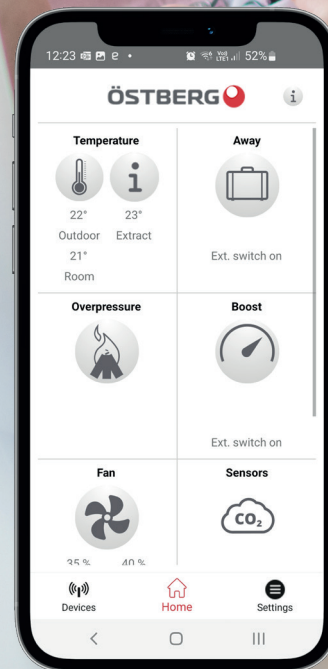 12:23
52%
ÖSTBERG
i
Temperature
Away
i
22° 23°
Outdoor Extract
21°
Room
Ext. switch on
Overpressure
Boost
Ext. switch on
Fan
Sensors
CO₂
35 % 40 %
Devices
Home
Settings